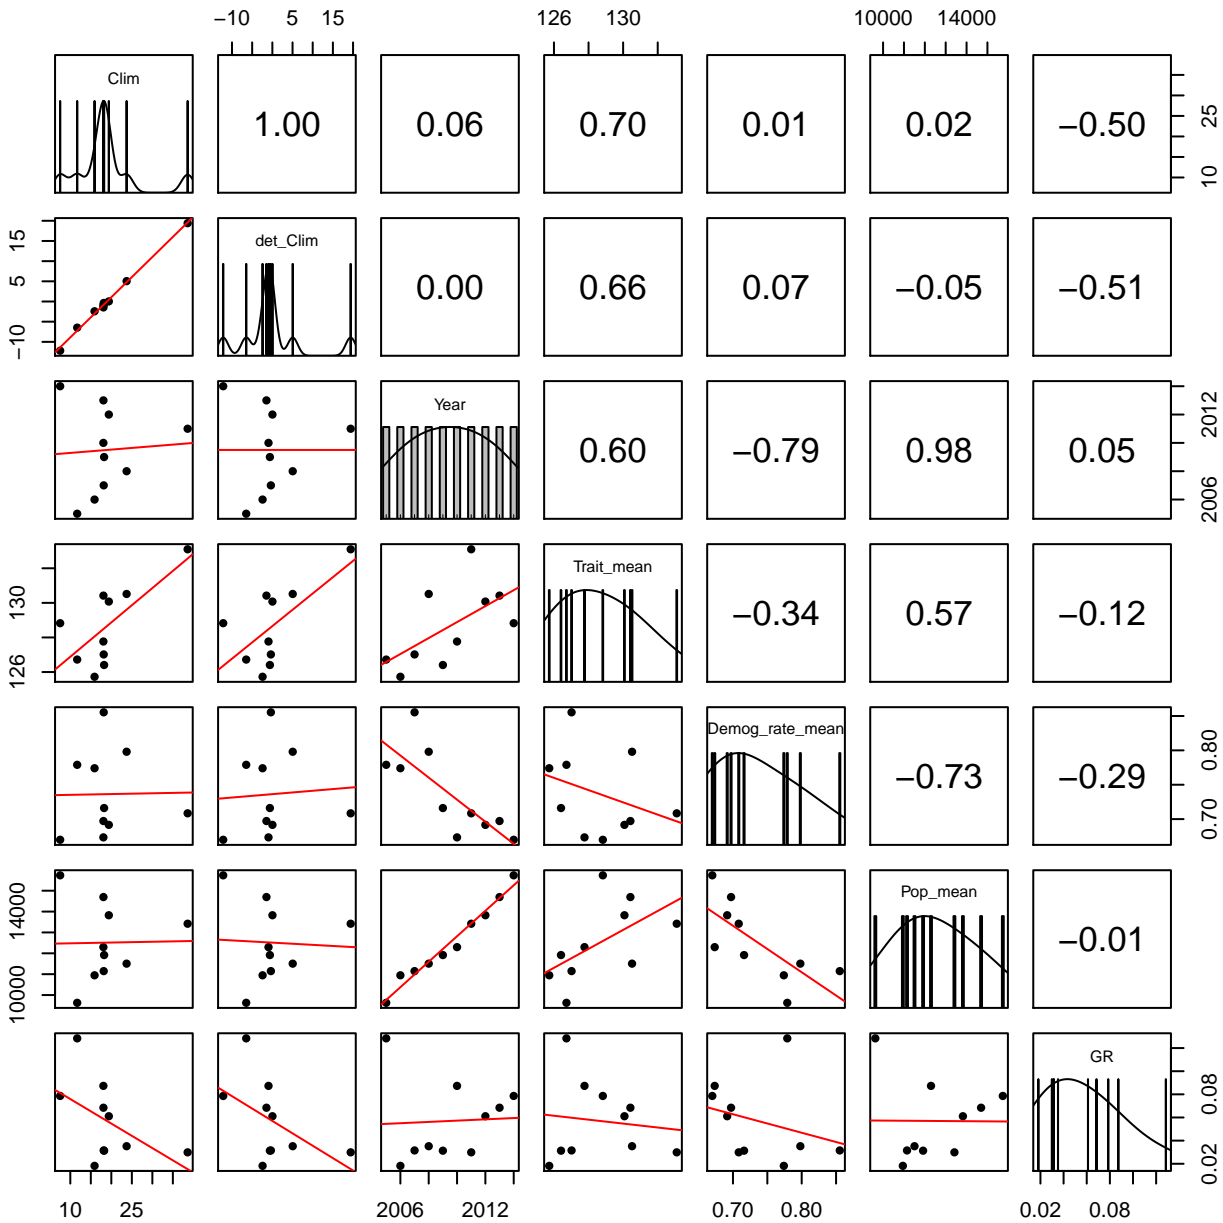 −10 5 15 126 130 10000 14000
Clim 1.00 0.06 0.70 0.01 0.02 −0.50 10 25
−10 5 15 det_Clim 0.00 0.66 0.07 −0.05 −0.51
Year 0.60 −0.79 0.98 0.05 2006 2012
126 130 Trait_mean −0.34 0.57 −0.12
Demog_rate_mean −0.73 −0.29 0.70 0.80
10000 14000 Pop_mean −0.01
GR 0.02 0.08
10 25 2006 2012 0.70 0.80 0.02 0.08